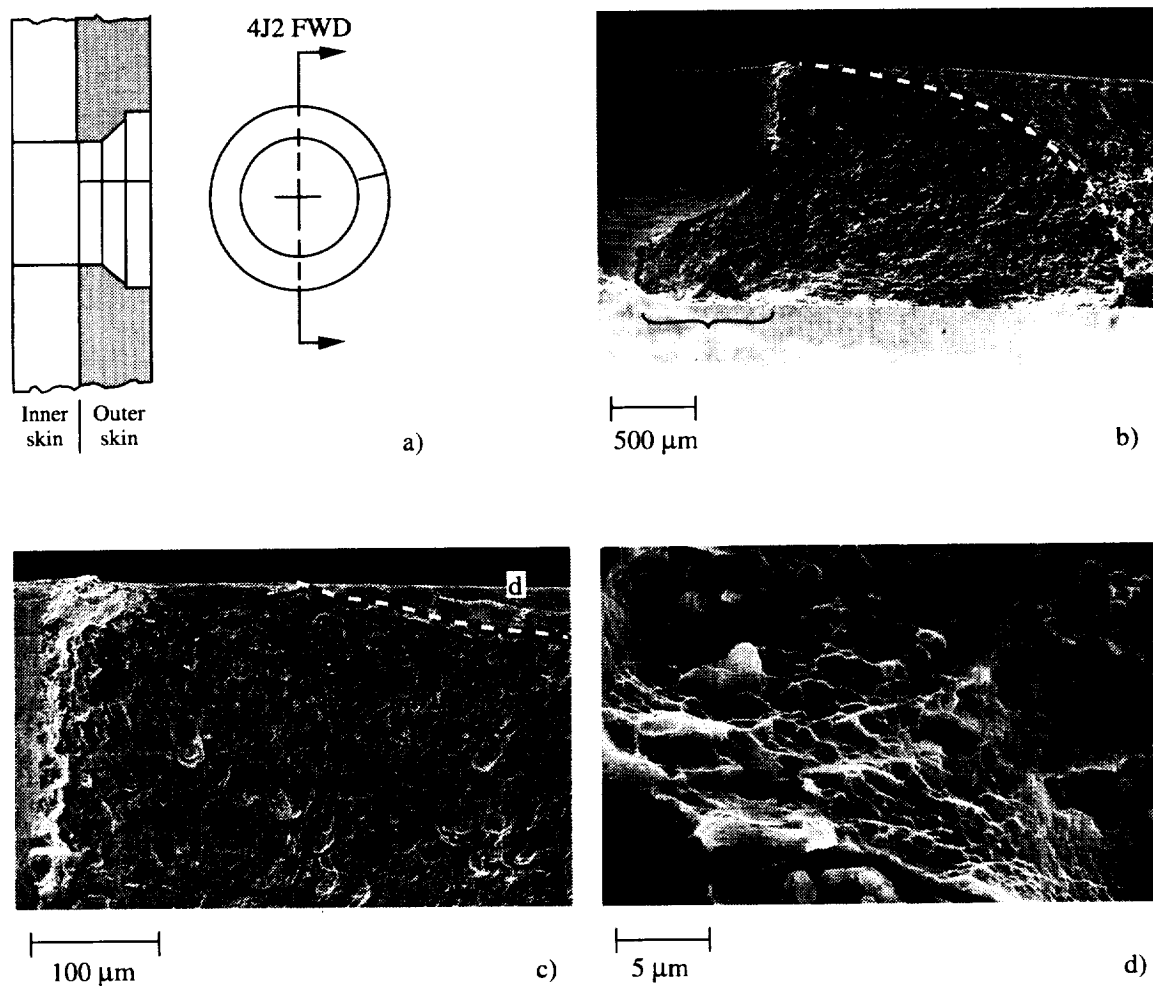 4J2 FWD
Inner skin
Outer skin
a)
500 μm
b)
d
100 μm
c)
5 μm
d)